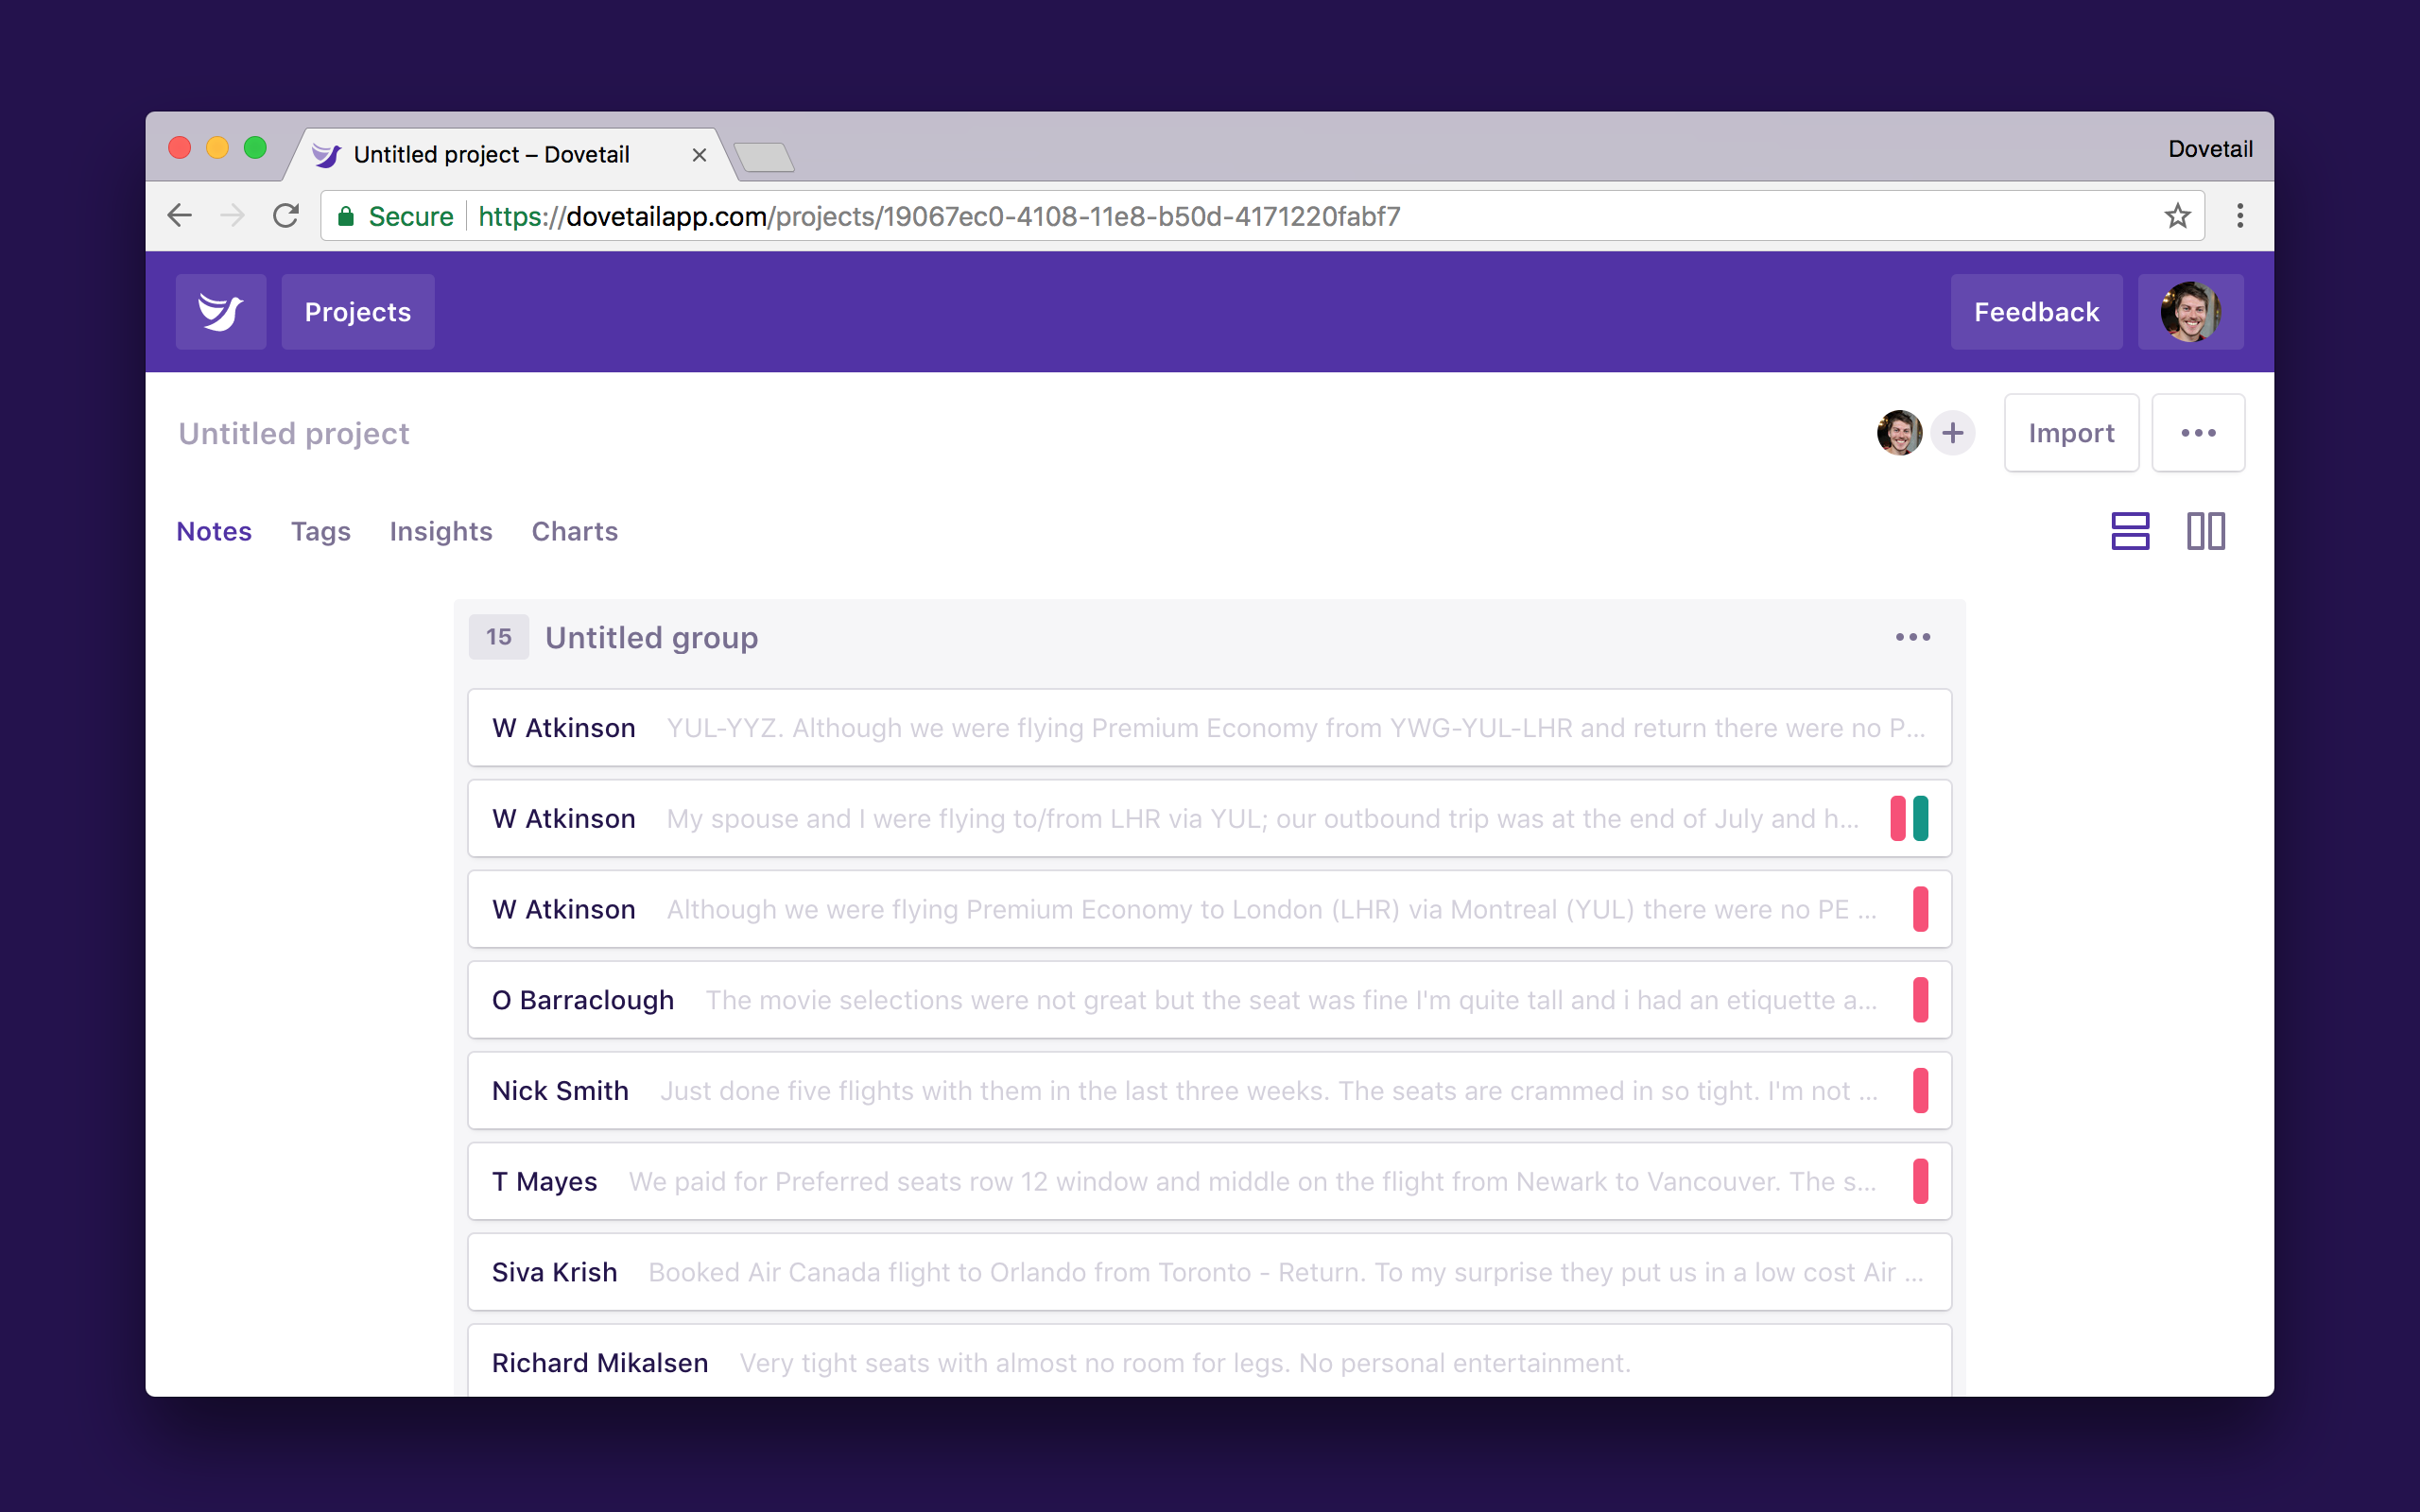 Untitled project – Dovetail
Dovetail
Secure https://dovetailapp.com/projects/19067ec0-4108-11e8-b50d-4171220fabf7
Projects
Feedback
Untitled project
Import
Notes Tags Insights Charts
15 Untitled group
W Atkinson YUL-YYZ. Although we were flying Premium Economy from YWG-YUL-LHR and return there were no P...
W Atkinson My spouse and I were flying to/from LHR via YUL; our outbound trip was at the end of July and h...
W Atkinson Although we were flying Premium Economy to London (LHR) via Montreal (YUL) there were no PE ...
O Barraclough The movie selections were not great but the seat was fine I'm quite tall and i had an etiquette a...
Nick Smith Just done five flights with them in the last three weeks. The seats are crammed in so tight. I'm not ...
T Mayes We paid for Preferred seats row 12 window and middle on the flight from Newark to Vancouver. The s...
Siva Krish Booked Air Canada flight to Orlando from Toronto - Return. To my surprise they put us in a low cost Air ...
Richard Mikalsen Very tight seats with almost no room for legs. No personal entertainment.